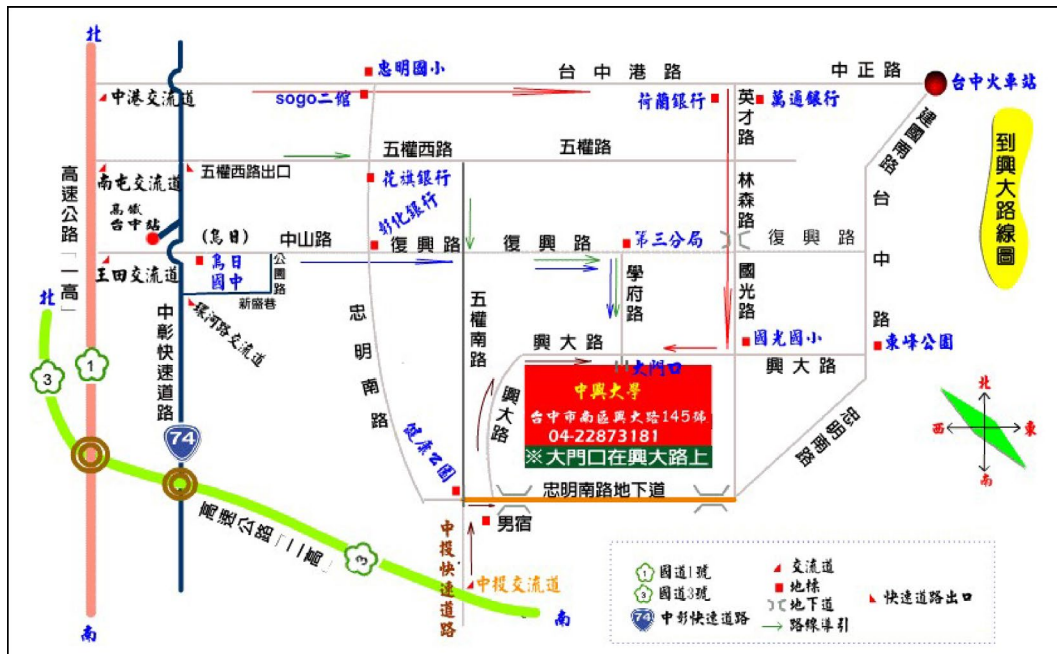 北
忠明國小
台中港路
中正路
台中火車站
中港交流道
sogo二館
荷蘭銀行
英才路
萬通銀行
建國南路
到興大路線圖
五權西路
五權路
南屯交流道
五權西路出口
花旗銀行
林森路
高速公路「一高」
高鐵
台中站
彰化銀行
台中路
(烏日)
中山路
復興路
復興路
第三分局
復興路
王田交流道
烏日
國中
公園路
學府路
國光路
北
新盛巷
環河路交流道
中彰快速道路
忠明南路
五權南路
興大路
國光國小
興大路
東峰公園
3
1
大門口
興大路
中興大學
台中市南區興大路145號
04-22873181
※大門口在興大路上
忠明南路
北
西
東
南
74
健康公園
忠明南路地下道
高速公路「二高」
男宿
3
中投快速道路
中投交流道
南
南
1
國道1號
3
國道3號
74
中彰快速道路
交流道
地標
地下道
路線導引
快速道路出口